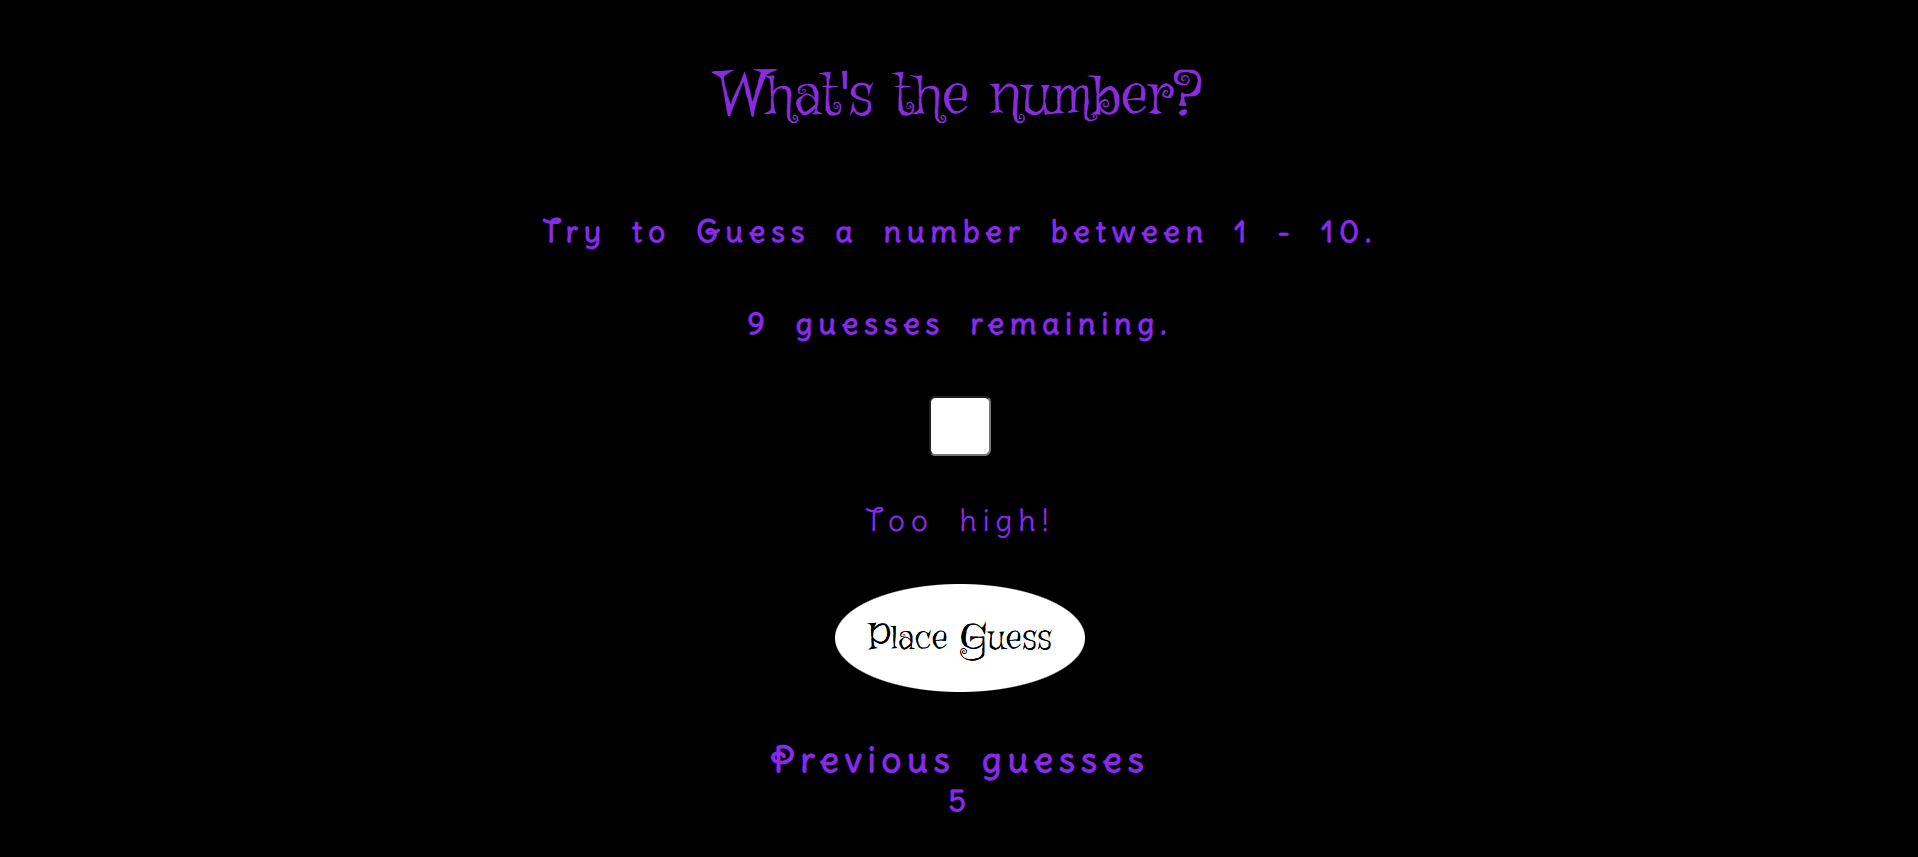 What's the number?
Try to Guess a number between 1 - 10.
9 guesses remaining.
Too high!
Place Guess
Previous guesses
5